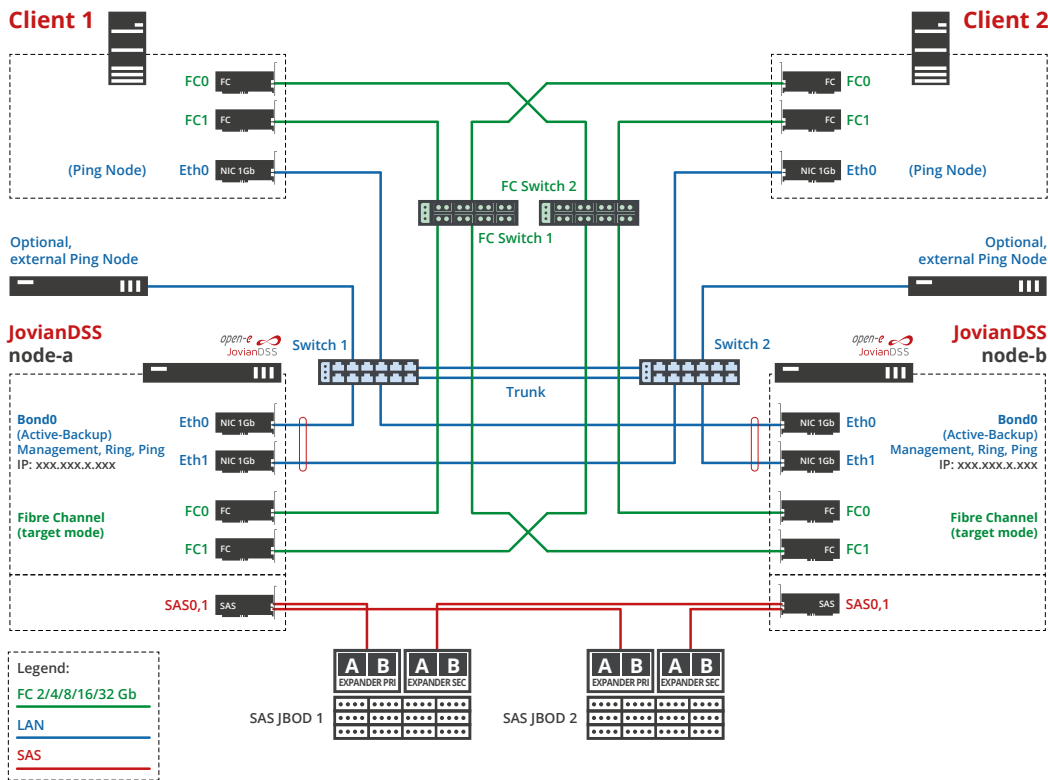 Client 1
Client 2
FC0
FC
FC
FC0
FC1
FC
FC
FC1
(Ping Node)
Eth0
NIC 1Gb
NIC 1Gb
Eth0
(Ping Node)
FC Switch 2
FC Switch 1
Optional,
external Ping Node
Optional,
external Ping Node
JovianDSS
node-a
open-e
JovianDSS
Switch 1
Switch 2
open-e
JovianDSS
JovianDSS
node-b
Trunk
Bond0
(Active-Backup)
Management, Ring, Ping
IP: xxx.xxx.x.xxx
Eth0
NIC 1Gb
Eth1
NIC 1Gb
NIC 1Gb
Eth0
NIC 1Gb
Eth1
Bond0
(Active-Backup)
Management, Ring, Ping
IP: xxx.xxx.x.xxx
Fibre Channel
(target mode)
FC0
FC
FC1
FC
FC
FC0
FC
FC1
Fibre Channel
(target mode)
SAS0,1
SAS
SAS
SAS0,1
A B
EXPANDER PRI
A B
EXPANDER SEC
A B
EXPANDER PRI
A B
EXPANDER SEC
SAS JBOD 1
SAS JBOD 2
Legend:
FC 2/4/8/16/32 Gb
LAN
SAS